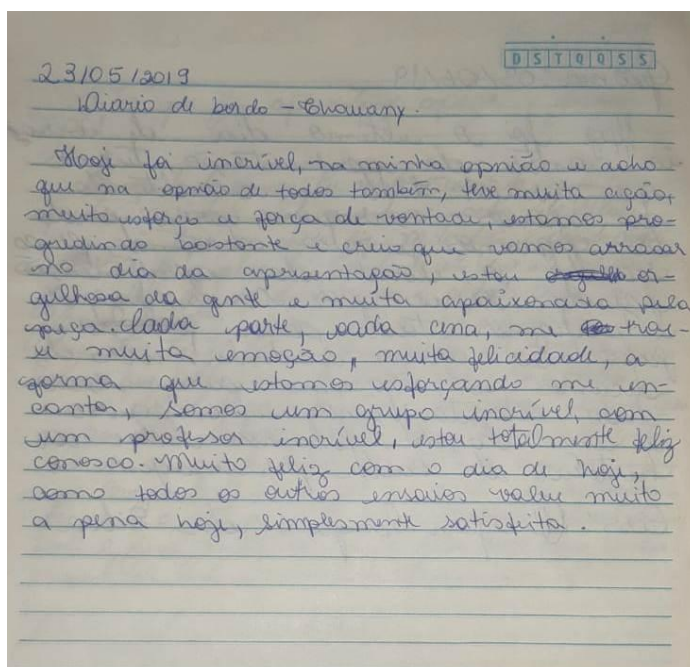 D S T Q Q S S
23/05/2019
Diario de bordo - Thawany.
Hoje foi incrível, na minha opnião e acho
que na opnião de todos também, teve muita ação,
muito esforço e força de vontade, estamos pro-
gredindo bastante e creio que vamos arrasar
no dia da apresentação, estou or-
gulhosa da gente e muita apaixonada pela
peça. Cada parte, cada cena, me trou-
xe muita emoção, muita felicidade, a
forma que estamos esforçando me en-
canta, somos um grupo incrível, com
um professor incrível, estou totalmente feliz
conosco. Muito feliz com o dia de hoje,
como todos os outros ensaios valeu muito
a pena hoje, simplesmente satisfeita.